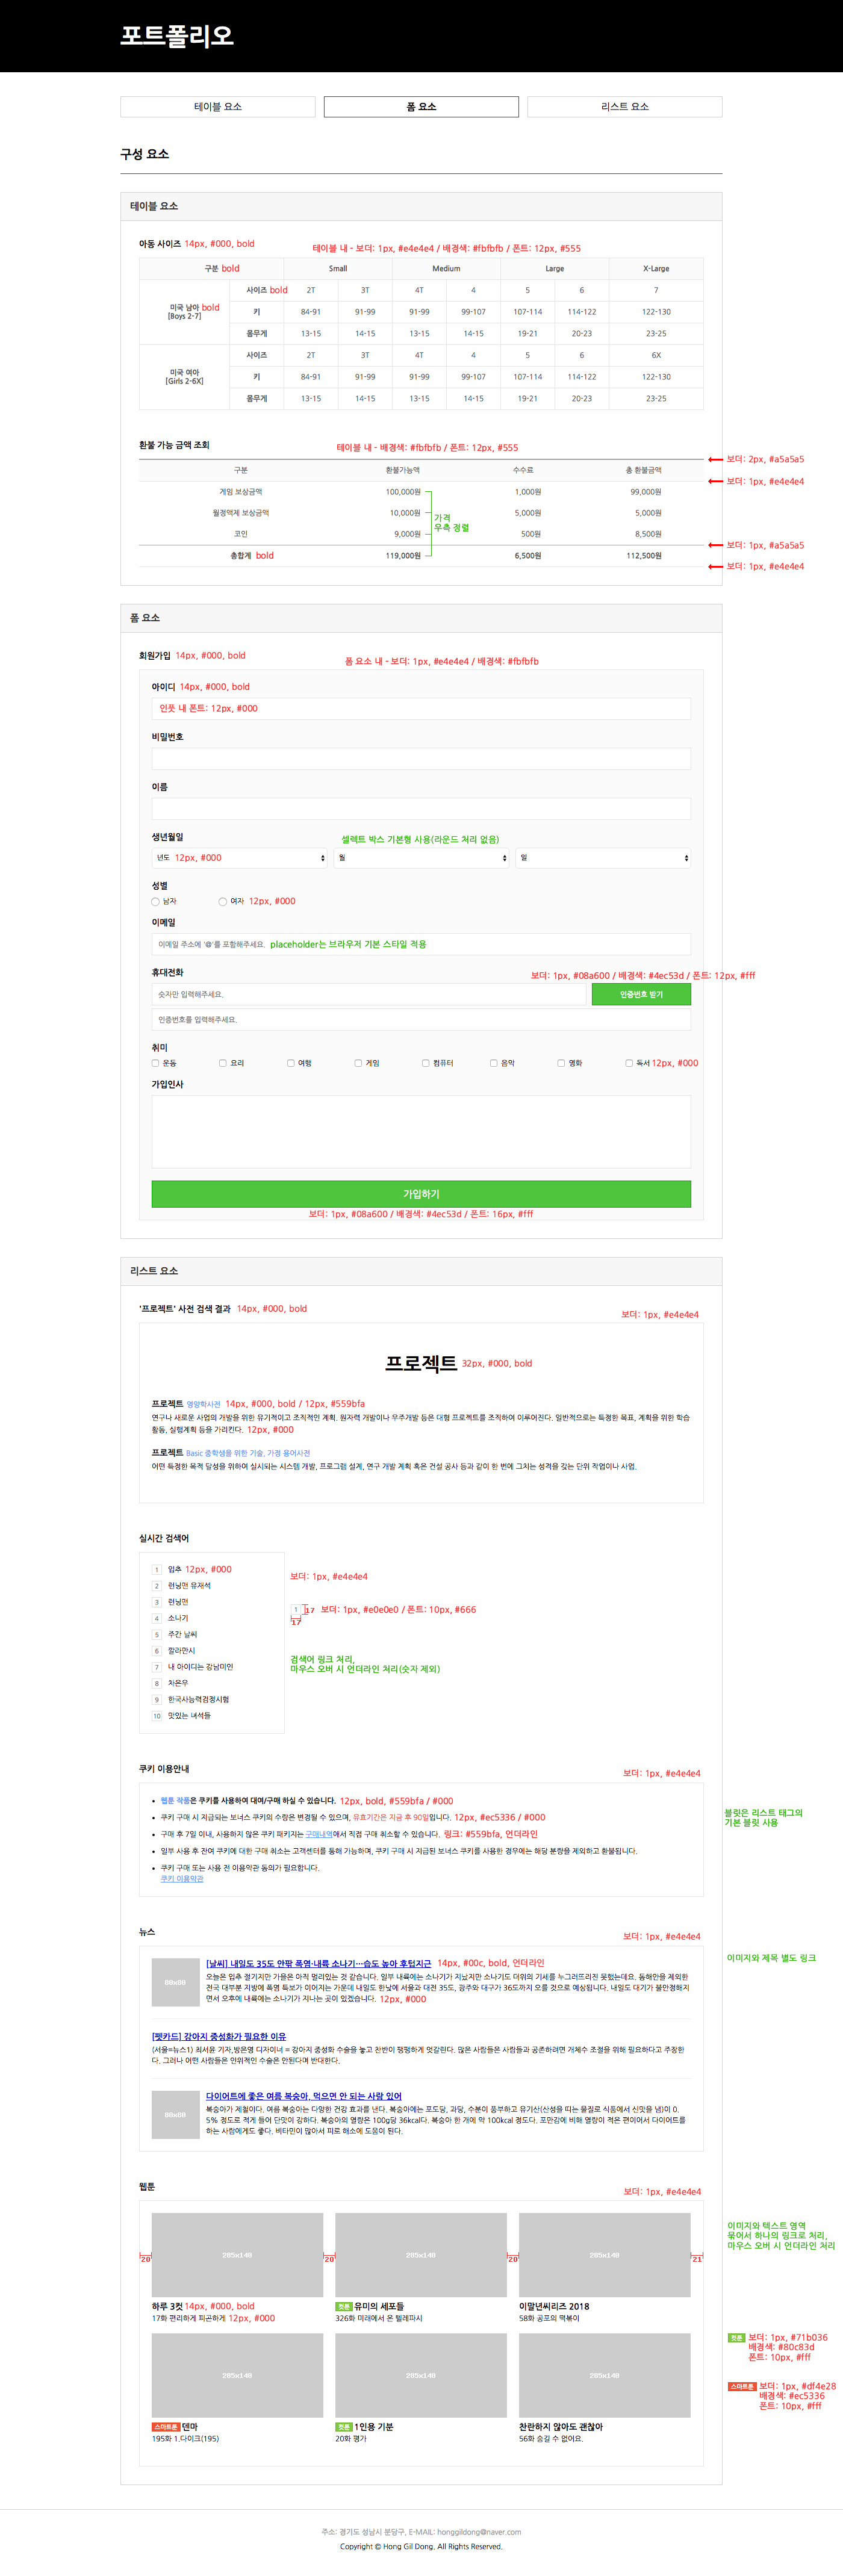 포트폴리오
테이블 요소
폼 요소
리스트 요소
구성 요소
테이블 요소
아동 사이즈 14px, #000, bold
테이블 내 - 보더: 1px, #e4e4e4 / 배경색: #fbfbfb / 폰트: 12px, #555
구분 bold Small Medium Large X-Large
미국 남아 bold
[Boys 2-7]
사이즈 bold 2T 3T 4T 4 5 6 7
키 84-91 91-99 91-99 99-107 107-114 114-122 122-130
몸무게 13-15 14-15 13-15 14-15 19-21 20-23 23-25
미국 여아
[Girls 2-6X]
사이즈 2T 3T 4T 4 5 6 6X
키 84-91 91-99 91-99 99-107 107-114 114-122 122-130
몸무게 13-15 14-15 13-15 14-15 19-21 20-23 23-25
환불 가능 금액 조회
테이블 내 - 배경색: #fbfbfb / 폰트: 12px, #555
보더: 2px, #a5a5a5
구분 환불가능액 수수료 총 환불금액
보더: 1px, #e4e4e4
게임 보상금액 100,000원 1,000원 99,000원
월정액제 보상금액 10,000원 5,000원 5,000원
가격
우측 정렬
코인 9,000원 500원 8,500원
보더: 1px, #a5a5a5
총합계 bold 119,000원 6,500원 112,500원
보더: 1px, #e4e4e4
폼 요소
회원가입 14px, #000, bold
폼 요소 내 - 보더: 1px, #e4e4e4 / 배경색: #fbfbfb
아이디 14px, #000, bold
인풋 내 폰트: 12px, #000
비밀번호
이름
생년월일
셀렉트 박스 기본형 사용(라운드 처리 없음)
년도 12px, #000 월 일
성별
남자 여자 12px, #000
이메일
이메일 주소에 '@'를 포함해주세요. placeholder는 브라우저 기본 스타일 적용
휴대전화
보더: 1px, #08a600 / 배경색: #4ec53d / 폰트: 12px, #fff
숫자만 입력해주세요. 인증번호 받기
인증번호를 입력해주세요.
취미
운동 요리 여행 게임 컴퓨터 음악 영화 독서 12px, #000
가입인사
가입하기
보더: 1px, #08a600 / 배경색: #4ec53d / 폰트: 16px, #fff
리스트 요소
'프로젝트' 사전 검색 결과 14px, #000, bold
보더: 1px, #e4e4e4
프로젝트 32px, #000, bold
프로젝트 영양학사전 14px, #000, bold / 12px, #559bfa
연구나 새로운 사업의 개발을 위한 유기적이고 조직적인 계획. 원자력 개발이나 우주개발 등은 대형 프로젝트를 조직하여 이루어진다. 일반적으로는 특정한 목표, 계획을 위한 학습
활동, 실행계획 등을 가리킨다. 12px, #000
프로젝트 Basic 중학생을 위한 기술, 가정 용어사전
어떤 특정한 목적 달성을 위하여 실시되는 시스템 개발, 프로그램 설계, 연구 개발 계획 혹은 건설 공사 등과 같이 한 번에 그치는 성격을 갖는 단위 작업이나 사업.
실시간 검색어
1 입추 12px, #000
2 런닝맨 유재석
3 런닝맨
4 소나기
5 주간 날씨
6 깔라만시
7 내 아이디는 강남미인
8 차은우
9 한국사능력검정시험
10 맛있는 녀석들
보더: 1px, #e4e4e4
1 17 보더: 1px, #e0e0e0 / 폰트: 10px, #666
17
검색어 링크 처리,
마우스 오버 시 언더라인 처리(숫자 제외)
쿠키 이용안내
보더: 1px, #e4e4e4
웹툰 작품은 쿠키를 사용하여 대여/구매 하실 수 있습니다. 12px, bold, #559bfa / #000
쿠키 구매 시 지급되는 보너스 쿠키의 수량은 변경될 수 있으며, 유효기간은 지급 후 90일입니다. 12px, #ec5336 / #000
구매 후 7일 이내, 사용하지 않은 쿠키 패키지는 구매내역에서 직접 구매 취소할 수 있습니다. 링크: #559bfa, 언더라인
일부 사용 후 잔여 쿠키에 대한 구매 취소는 고객센터를 통해 가능하며, 쿠키 구매 시 지급된 보너스 쿠키를 사용한 경우에는 해당 분량을 제외하고 환불됩니다.
쿠키 구매 또는 사용 전 이용약관 동의가 필요합니다.
쿠키 이용약관
불릿은 리스트 태그의
기본 불릿 사용
뉴스
보더: 1px, #e4e4e4
이미지와 제목 별도 링크
80x80
[날씨] 내일도 35도 안팎 폭염·내륙 소나기…습도 높아 후텁지근 14px, #00c, bold, 언더라인
오늘은 입추 절기지만 가을은 아직 멀리있는 것 같습니다. 일부 내륙에는 소나기가 지났지만 소나기도 더위의 기세를 누그러뜨리진 못했는데요. 동해안을 제외한
전국 대부분 지방에 폭염 특보가 이어지는 가운데 내일도 한낮에 서울과 대전 35도, 광주와 대구가 36도까지 오를 것으로 예상됩니다. 내일도 대기가 불안정해지
면서 오후에 내륙에는 소나기가 지나는 곳이 있겠습니다. 12px, #000
[펫카드] 강아지 중성화가 필요한 이유
(서울=뉴스1) 최서윤 기자,방은영 디자이너 = 강아지 중성화 수술을 놓고 찬반이 팽팽하게 엇갈린다. 많은 사람들은 사람들과 공존하려면 개체수 조절을 위해 필요하다고 주장한
다. 그러나 어떤 사람들은 인위적인 수술은 안된다며 반대한다.
80x80
다이어트에 좋은 여름 복숭아, 먹으면 안 되는 사람 있어
복숭아가 제철이다. 여름 복숭아는 다양한 건강 효과를 낸다. 복숭아에는 포도당, 과당, 수분이 풍부하고 유기산(산성을 띠는 물질로 식품에서 신맛을 냄)이 0.
5% 정도로 적게 들어 단맛이 강하다. 복숭아의 열량은 100g당 36kcal다. 복숭아 한 개에 약 100kcal 정도다. 포만감에 비해 열량이 적은 편이어서 다이어트를
하는 사람에게도 좋다. 비타민이 많아서 피로 해소에 도움이 된다.
웹툰
보더: 1px, #e4e4e4
이미지와 텍스트 영역
묶어서 하나의 링크로 처리,
마우스 오버 시 언더라인 처리
20 285x140 20 285x140 20 285x140 21
하루 3컷 14px, #000, bold
17화 편리하게 피곤하게 12px, #000
컷툰 유미의 세포들
326화 미래에서 온 텔레파시
이말년씨리즈 2018
58화 공포의 떡볶이
285x140 285x140 285x140
스마트툰 덴마
195화 1.다이크(195)
컷툰 1인용 기분
20화 평가
찬란하지 않아도 괜찮아
56화 숨길 수 없어요.
컷툰 보더: 1px, #71b036
배경색: #80c83d
폰트: 10px, #fff
스마트툰 보더: 1px, #df4e28
배경색: #ec5336
폰트: 10px, #fff
주소: 경기도 성남시 분당구, E-MAIL: honggildong@naver.com
Copyright © Hong Gil Dong. All Rights Reserved.